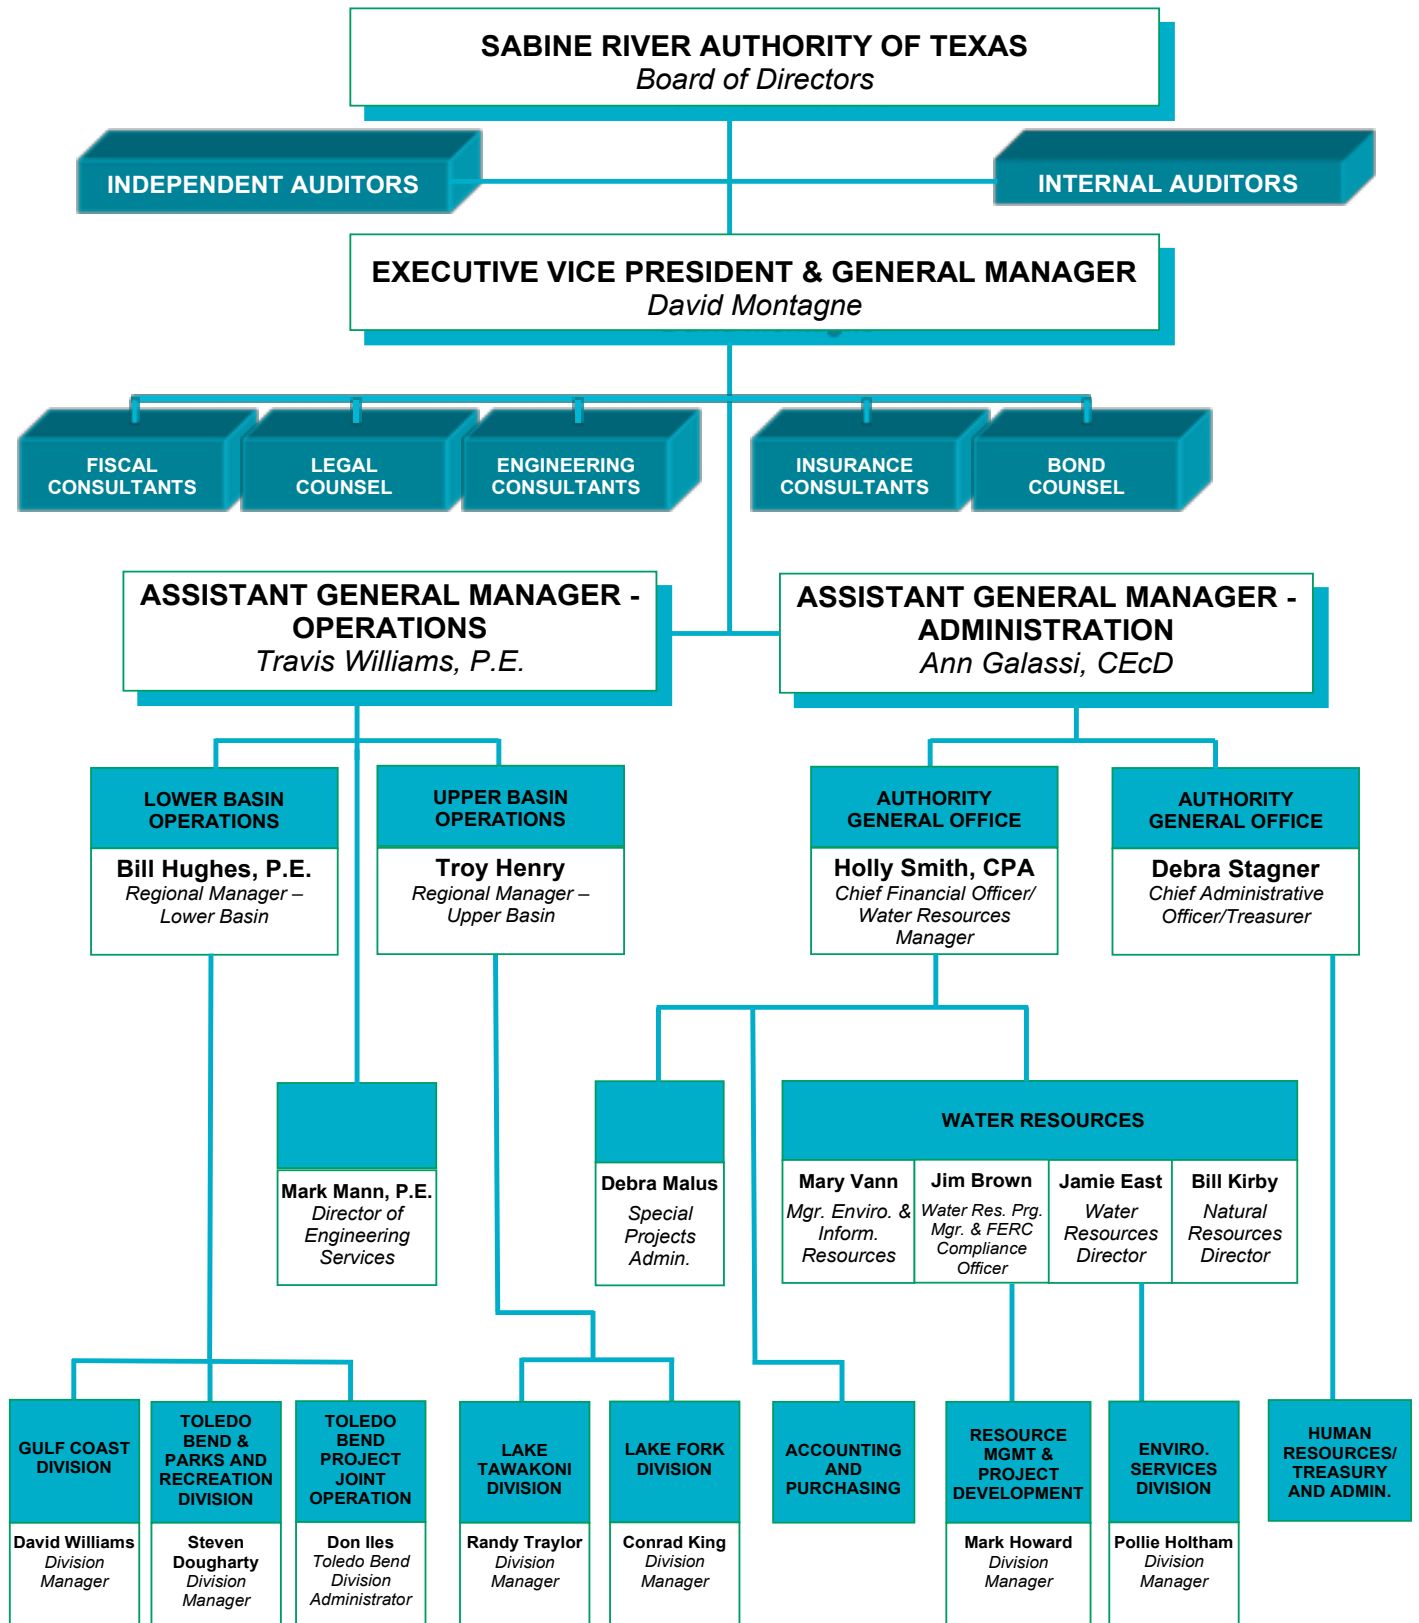 SABINE RIVER AUTHORITY OF TEXAS
Board of Directors
INDEPENDENT AUDITORS
INTERNAL AUDITORS
EXECUTIVE VICE PRESIDENT & GENERAL MANAGER
David Montagne
FISCAL
CONSULTANTS
LEGAL
COUNSEL
ENGINEERING
CONSULTANTS
INSURANCE
CONSULTANTS
BOND
COUNSEL
ASSISTANT GENERAL MANAGER -
OPERATIONS
Travis Williams, P.E.
ASSISTANT GENERAL MANAGER -
ADMINISTRATION
Ann Galassi, CEcD
LOWER BASIN
OPERATIONS
Bill Hughes, P.E.
Regional Manager –
Lower Basin
UPPER BASIN
OPERATIONS
Troy Henry
Regional Manager –
Upper Basin
AUTHORITY
GENERAL OFFICE
Holly Smith, CPA
Chief Financial Officer/
Water Resources
Manager
AUTHORITY
GENERAL OFFICE
Debra Stagner
Chief Administrative
Officer/Treasurer
Mark Mann, P.E.
Director of
Engineering
Services
Debra Malus
Special
Projects
Admin.
WATER RESOURCES
Mary Vann
Mgr. Enviro. &
Inform.
Resources
Jim Brown
Water Res. Prg.
Mgr. & FERC
Compliance
Officer
Jamie East
Water
Resources
Director
Bill Kirby
Natural
Resources
Director
GULF COAST
DIVISION
David Williams
Division
Manager
TOLEDO
BEND &
PARKS AND
RECREATION
DIVISION
Steven
Dougharty
Division
Manager
TOLEDO
BEND
PROJECT
JOINT
OPERATION
Don Iles
Toledo Bend
Division
Administrator
LAKE
TAWAKONI
DIVISION
Randy Traylor
Division
Manager
LAKE FORK
DIVISION
Conrad King
Division
Manager
ACCOUNTING
AND
PURCHASING
RESOURCE
MGMT &
PROJECT
DEVELOPMENT
Mark Howard
Division
Manager
ENVIRO.
SERVICES
DIVISION
Pollie Holtham
Division
Manager
HUMAN
RESOURCES/
TREASURY
AND ADMIN.